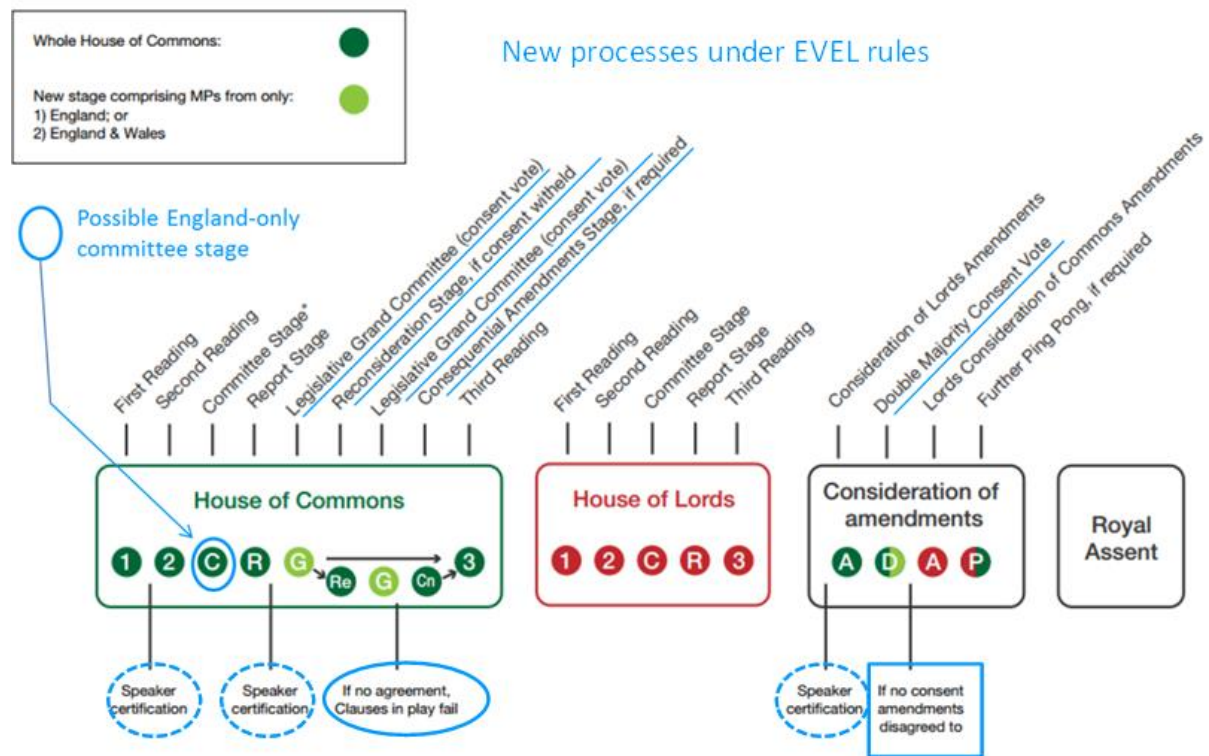 Whole House of Commons:
New stage comprising MPs from only:
1) England; or
2) England & Wales
New processes under EVEL rules
Possible England-only
committee stage
First Reading
Second Reading
Committee Stage*
Report Stage
Legislative Grand Committee (consent vote)
Reconsideration Stage, if consent witheld
Legislative Grand Committee (consent vote)
Consequential Amendments Stage, if required
Third Reading
First Reading
Second Reading
Committee Stage
Report Stage
Third Reading
Consideration of Lords Amendments
Double Majority Consent Vote
Lords Consideration of Commons Amendments
Further Ping Pong, if required
House of Commons
1 2 C R G Re G Cn 3
House of Lords
1 2 C R 3
Consideration of
amendments
A D A P
Royal
Assent
Speaker
certification
Speaker
certification
If no agreement,
Clauses in play fail
Speaker
certification
If no consent
amendments
disagreed to